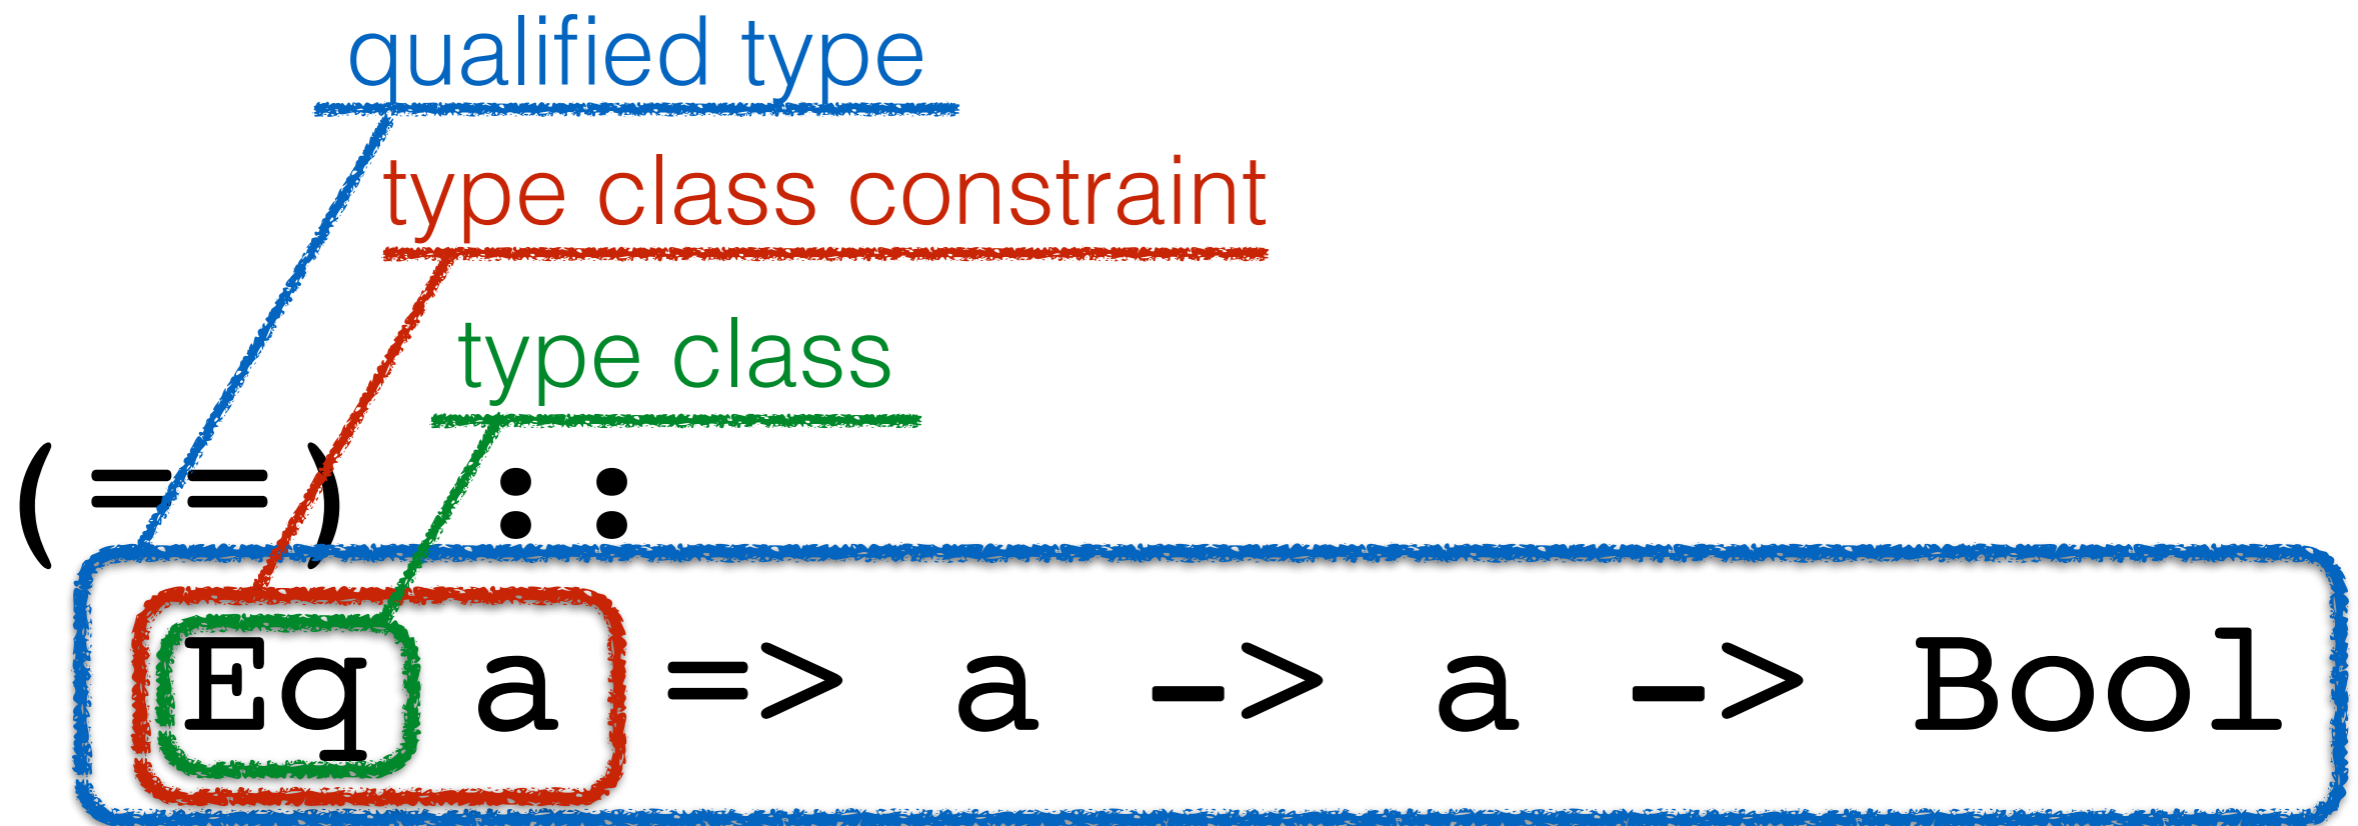 qualified type
type class constraint
type class
(==) ::
Eq a => a -> a -> Bool